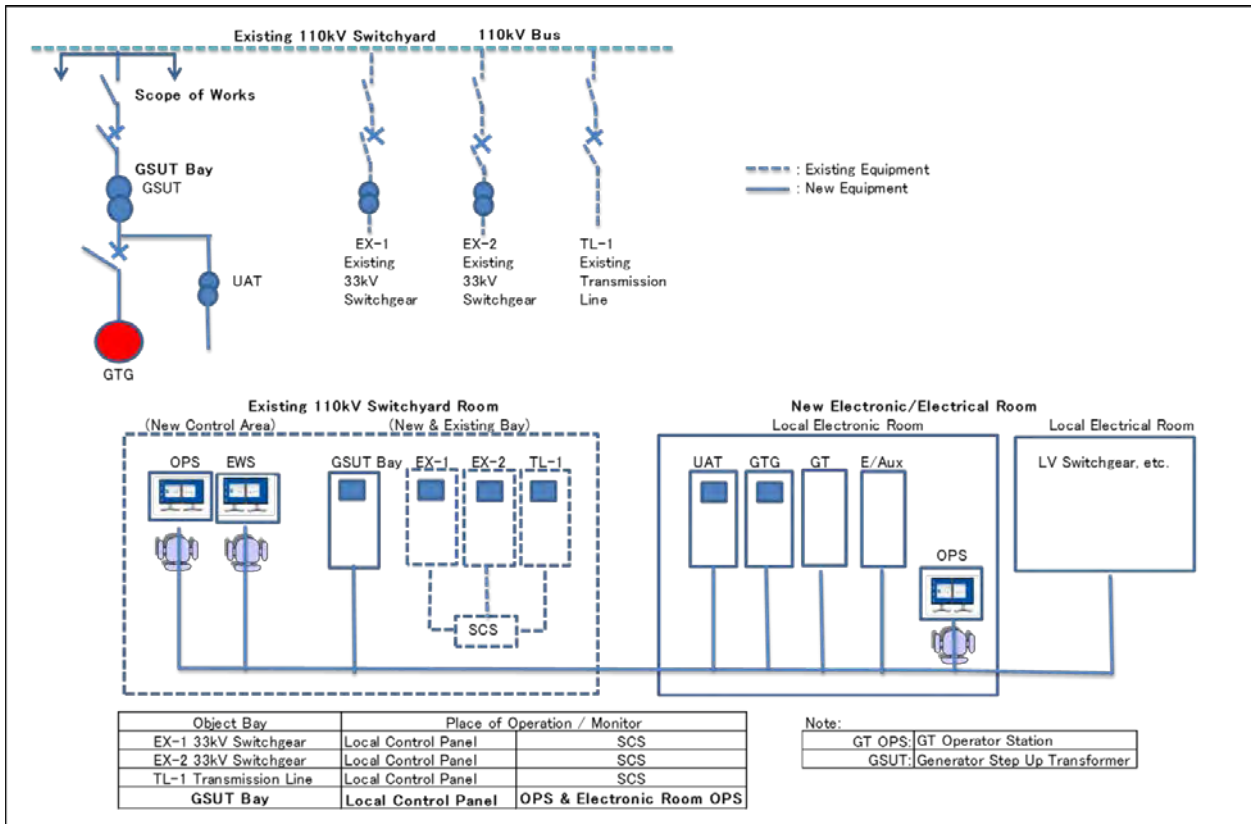 Existing 110kV Switchyard 110kV Bus
Scope of Works
GSUT Bay
GSUT
UAT
GTG
EX-1
Existing
33kV
Switchgear
EX-2
Existing
33kV
Switchgear
TL-1
Existing
Transmission
Line
: Existing Equipment
: New Equipment
Existing 110kV Switchyard Room
(New Control Area) (New & Existing Bay)
OPS EWS GSUT Bay EX-1 EX-2 TL-1
SCS
New Electronic/Electrical Room
Local Electronic Room
UAT GTG GT E/Aux
OPS
Local Electrical Room
LV Switchgear, etc.
Object Bay Place of Operation / Monitor
EX-1 33kV Switchgear Local Control Panel SCS
EX-2 33kV Switchgear Local Control Panel SCS
TL-1 Transmission Line Local Control Panel SCS
GSUT Bay Local Control Panel OPS & Electronic Room OPS
Note:
GT OPS: GT Operator Station
GSUT: Generator Step Up Transformer